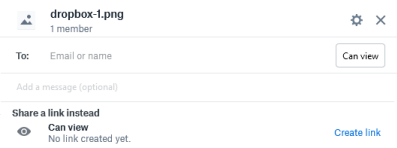 dropbox-1.png
1 member
To: Email or name Can view
Add a message (optional)
Share a link instead
Can view
No link created yet. Create link